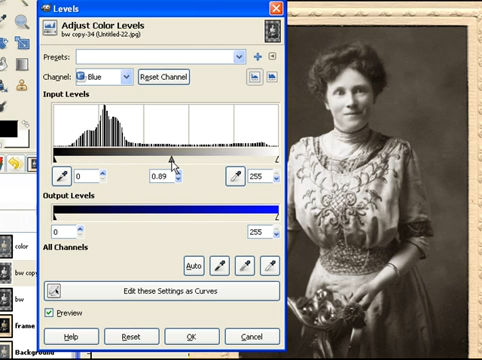 Levels
Adjust Color Levels
bw copy-34 (Untitled-22.jpg)
Presets:
Channel: Blue Reset Channel
Input Levels
0 0.89 255
Output Levels
0 255
All Channels
Auto
Edit these Settings as Curves
Preview
Help Reset OK Cancel
color
bw copy
bw
frame
Background